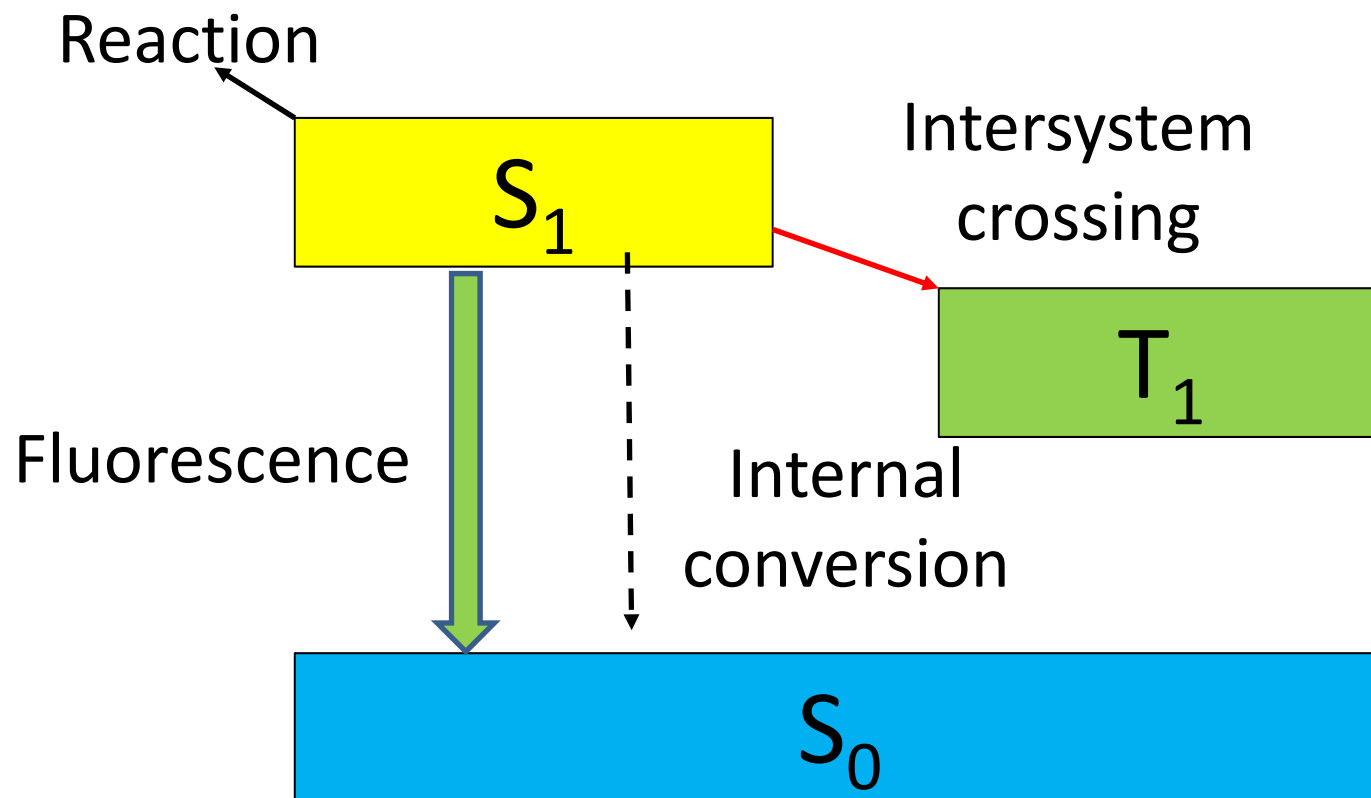 Reaction
S₁
Intersystem
crossing
T₁
Fluorescence
Internal
conversion
S₀